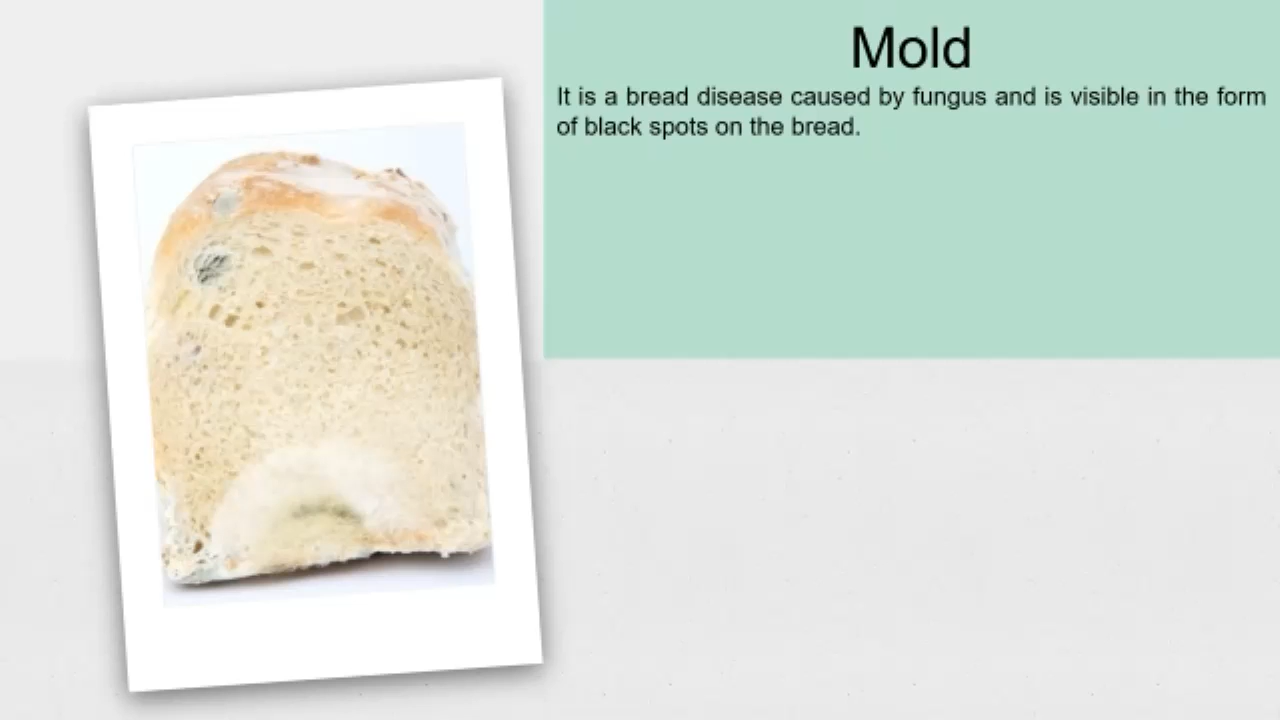 Mold
It is a bread disease caused by fungus and is visible in the form
of black spots on the bread.